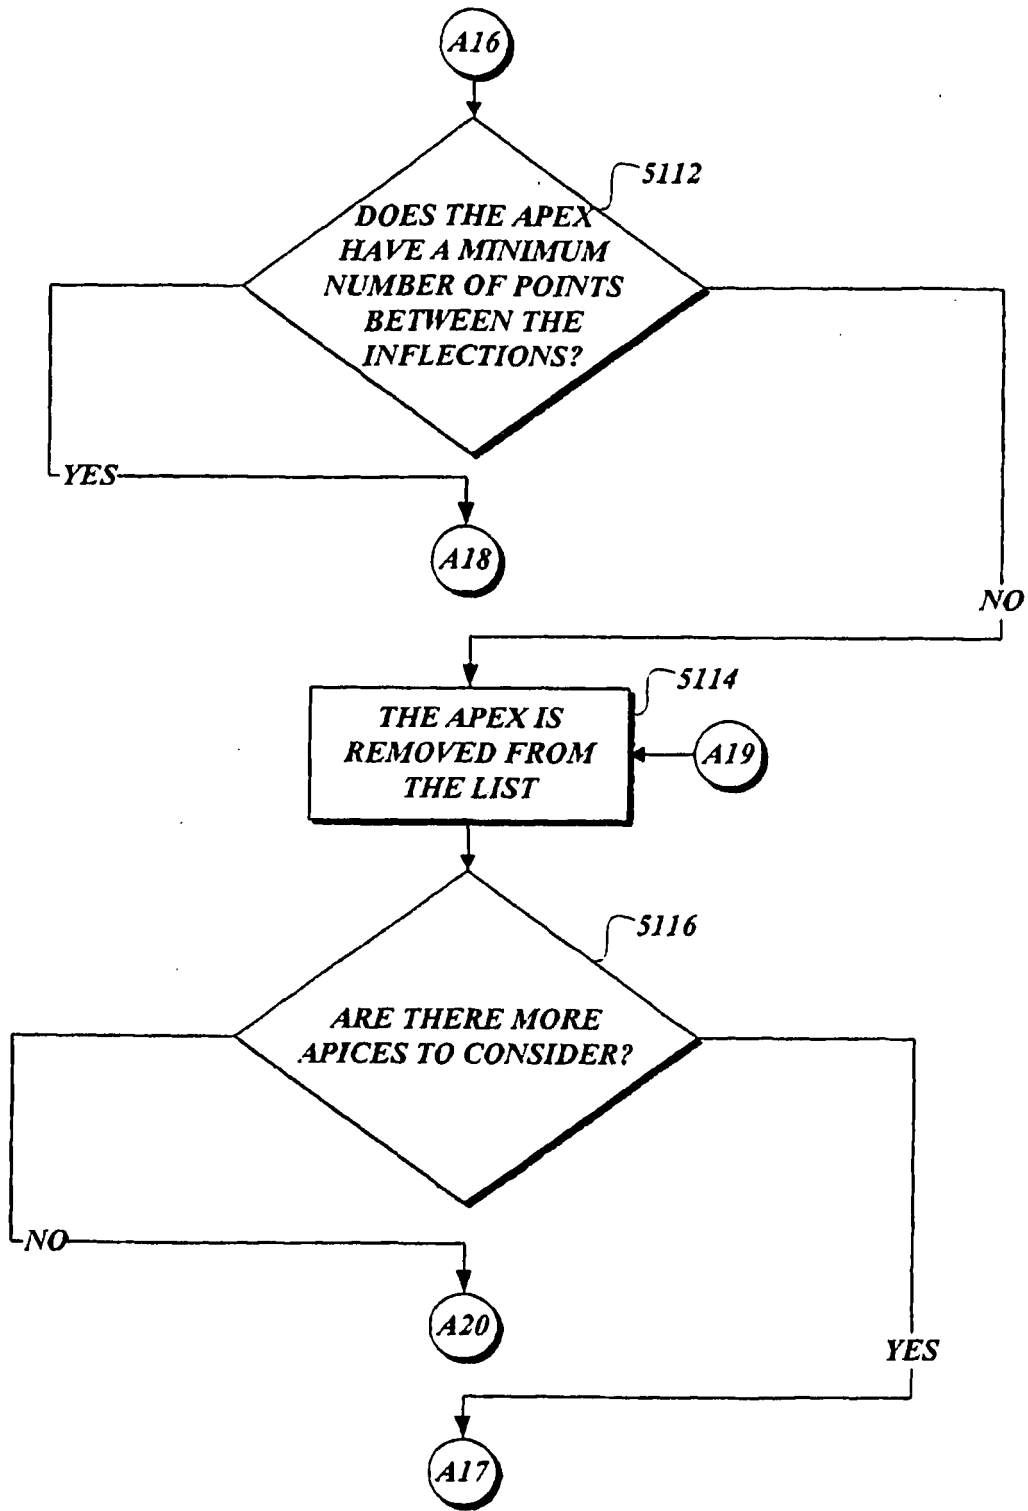 A16
5112
DOES THE APEX
HAVE A MINIMUM
NUMBER OF POINTS
BETWEEN THE
INFLECTIONS?
YES
A18
NO
5114
THE APEX IS
REMOVED FROM
THE LIST
A19
5116
ARE THERE MORE
APICES TO CONSIDER?
NO
A20
YES
A17